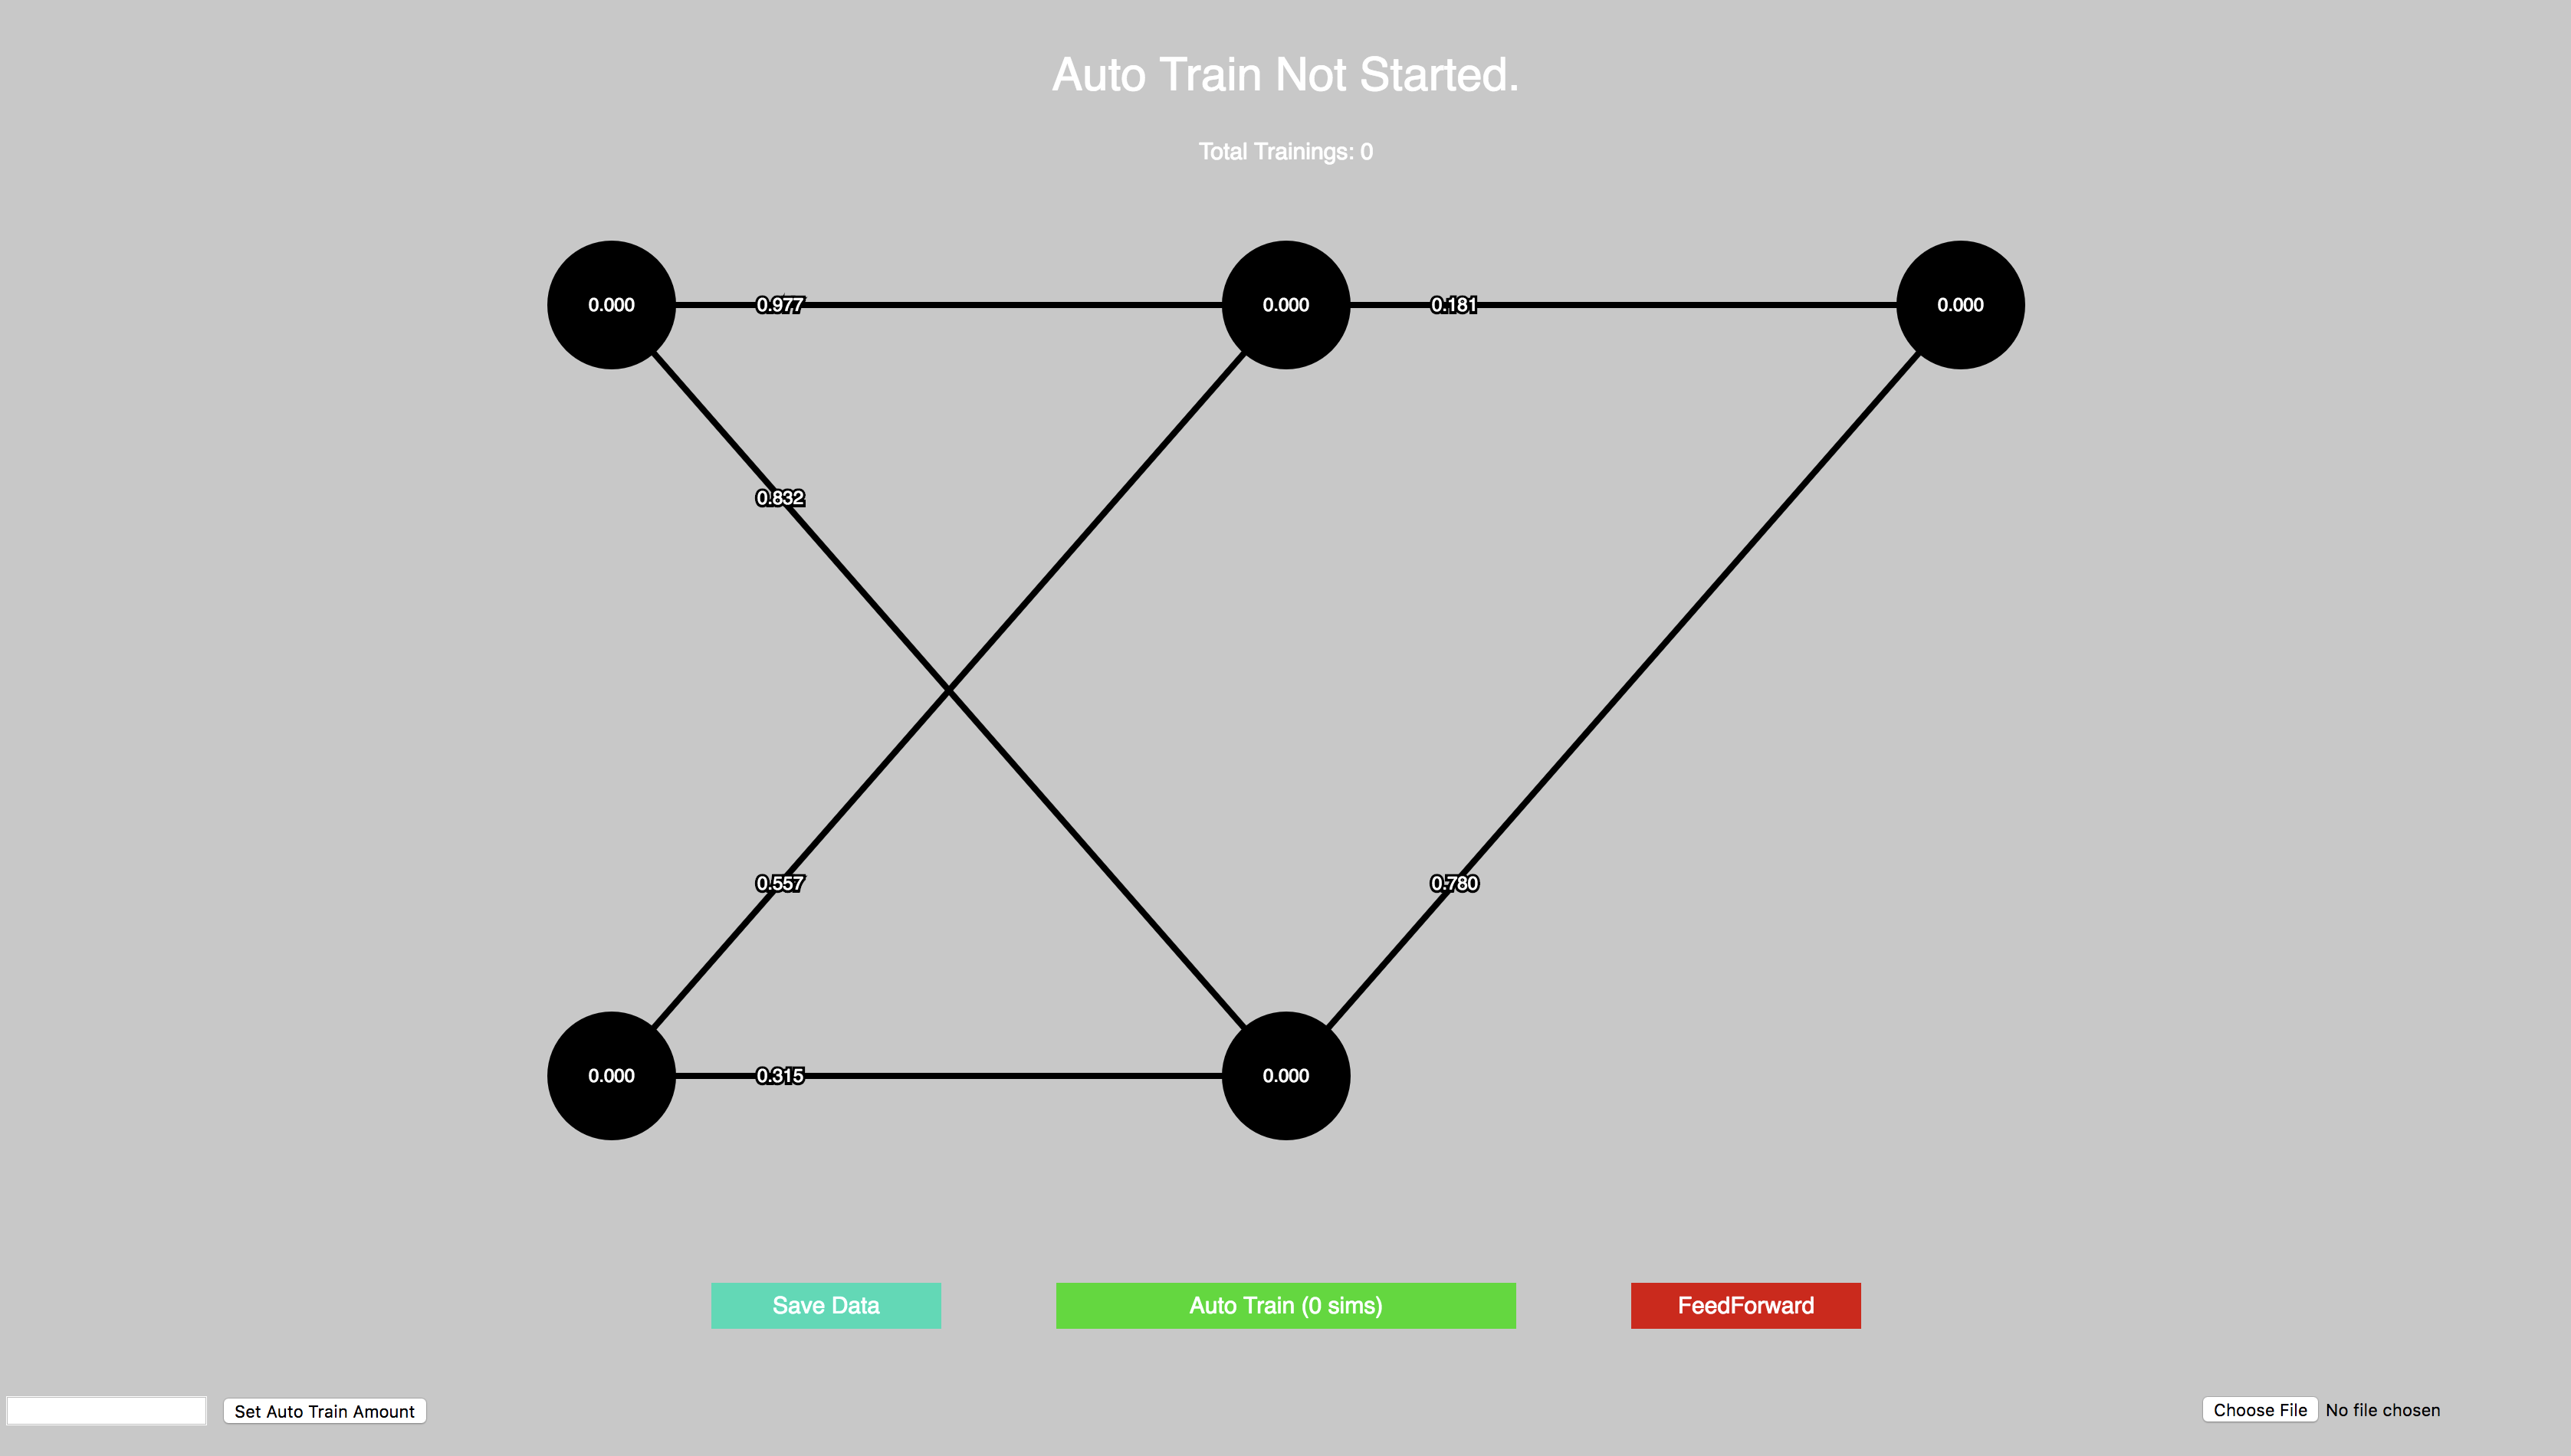 Auto Train Not Started.
Total Trainings: 0
0.000 0.977 0.000 0.181 0.000
0.832
0.557 0.780
0.000 0.315 0.000
Save Data Auto Train (0 sims) FeedForward
Set Auto Train Amount Choose File No file chosen